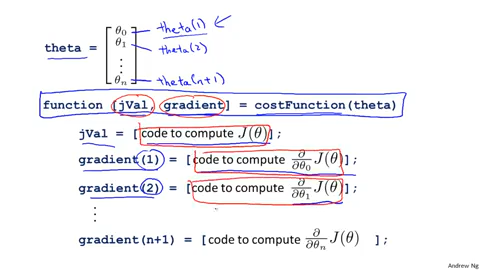 theta = [θ₀ θ₁ ⋮ θₙ]
theta(1)
theta(2)
theta(n+1)
function [jVal, gradient] = costFunction(theta)
jVal = [code to compute J(θ)];
gradient(1) = [code to compute ∂/∂θ₀ J(θ)];
gradient(2) = [code to compute ∂/∂θ₁ J(θ)];
⋮
gradient(n+1) = [code to compute ∂/∂θₙ J(θ) ];
Andrew Ng